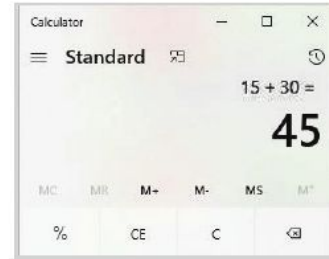 Calculator
Standard
15 + 30 =
45
MC MR M+ M- MS M˅
% CE C